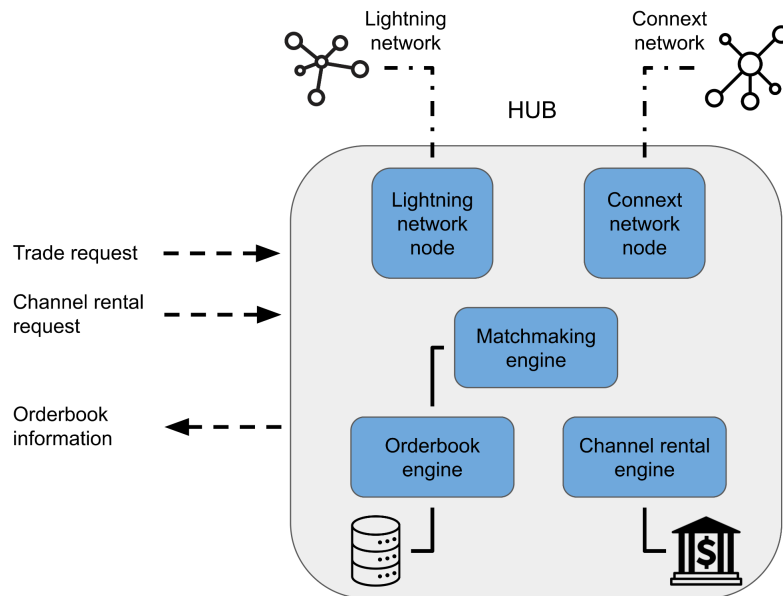 Lightning
network
Connext
network
HUB
Lightning
network
node
Connext
network
node
Trade request
Channel rental
request
Matchmaking
engine
Orderbook
information
Orderbook
engine
Channel rental
engine
$